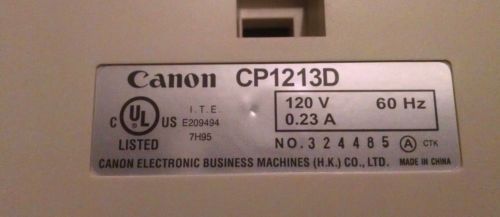 Canon CP1213D
C UL US LISTED
I.T.E.
E209494
7H95
120 V 60 Hz
0.23 A
NO. 324485 A CTK
CANON ELECTRONIC BUSINESS MACHINES (H.K.) CO., LTD. MADE IN CHINA